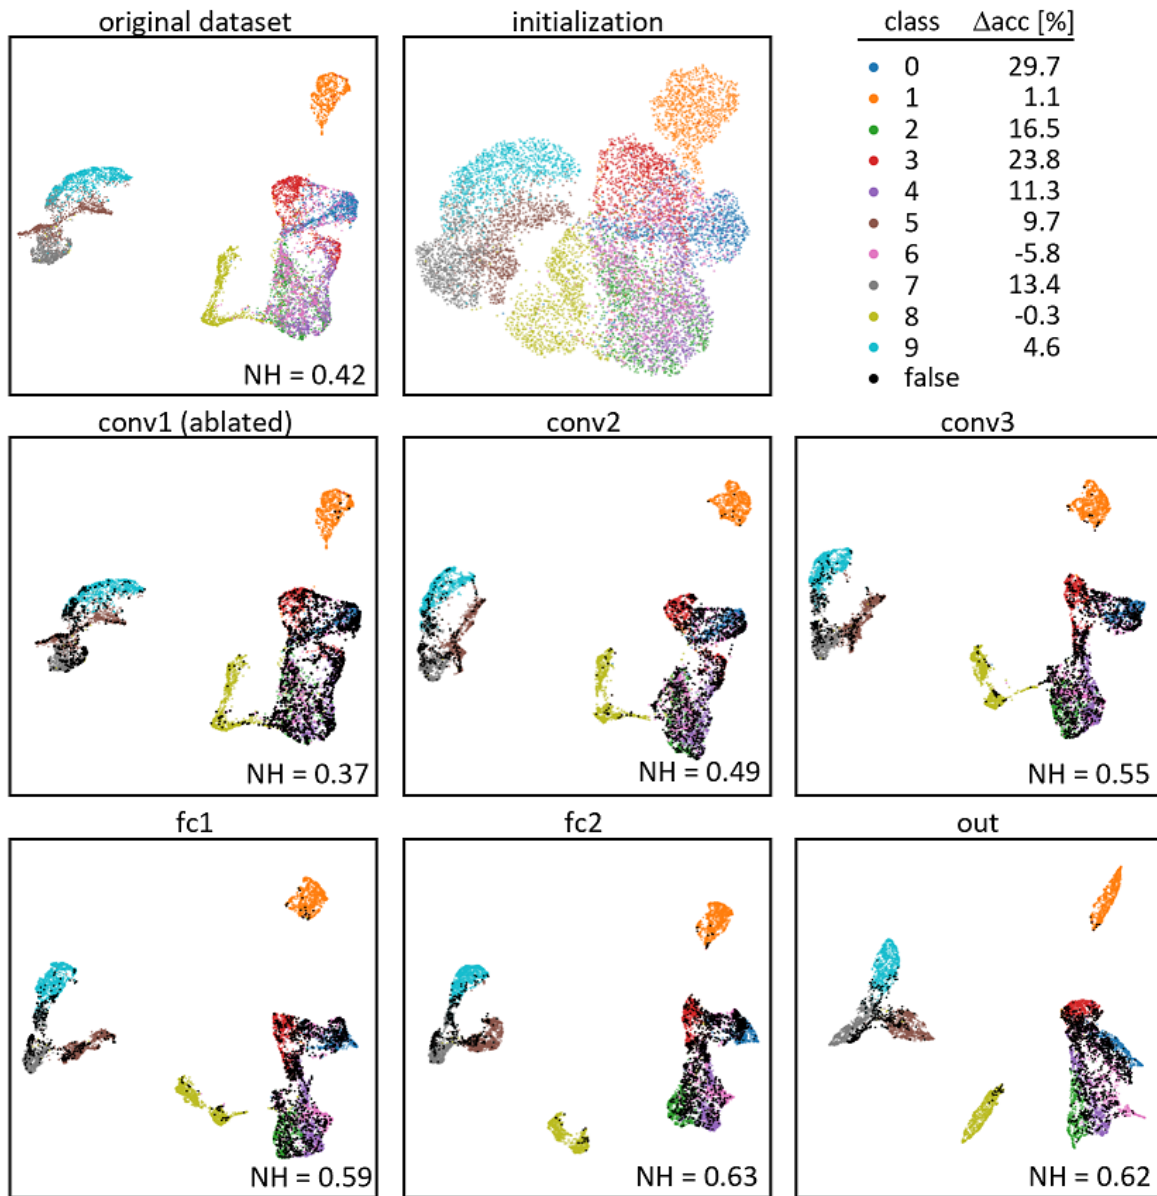 original dataset
initialization
class Δacc [%]
0 29.7
1 1.1
2 16.5
3 23.8
4 11.3
5 9.7
6 -5.8
7 13.4
8 -0.3
9 4.6
false
NH = 0.42
conv1 (ablated)
conv2
conv3
NH = 0.37
NH = 0.49
NH = 0.55
fc1
fc2
out
NH = 0.59
NH = 0.63
NH = 0.62